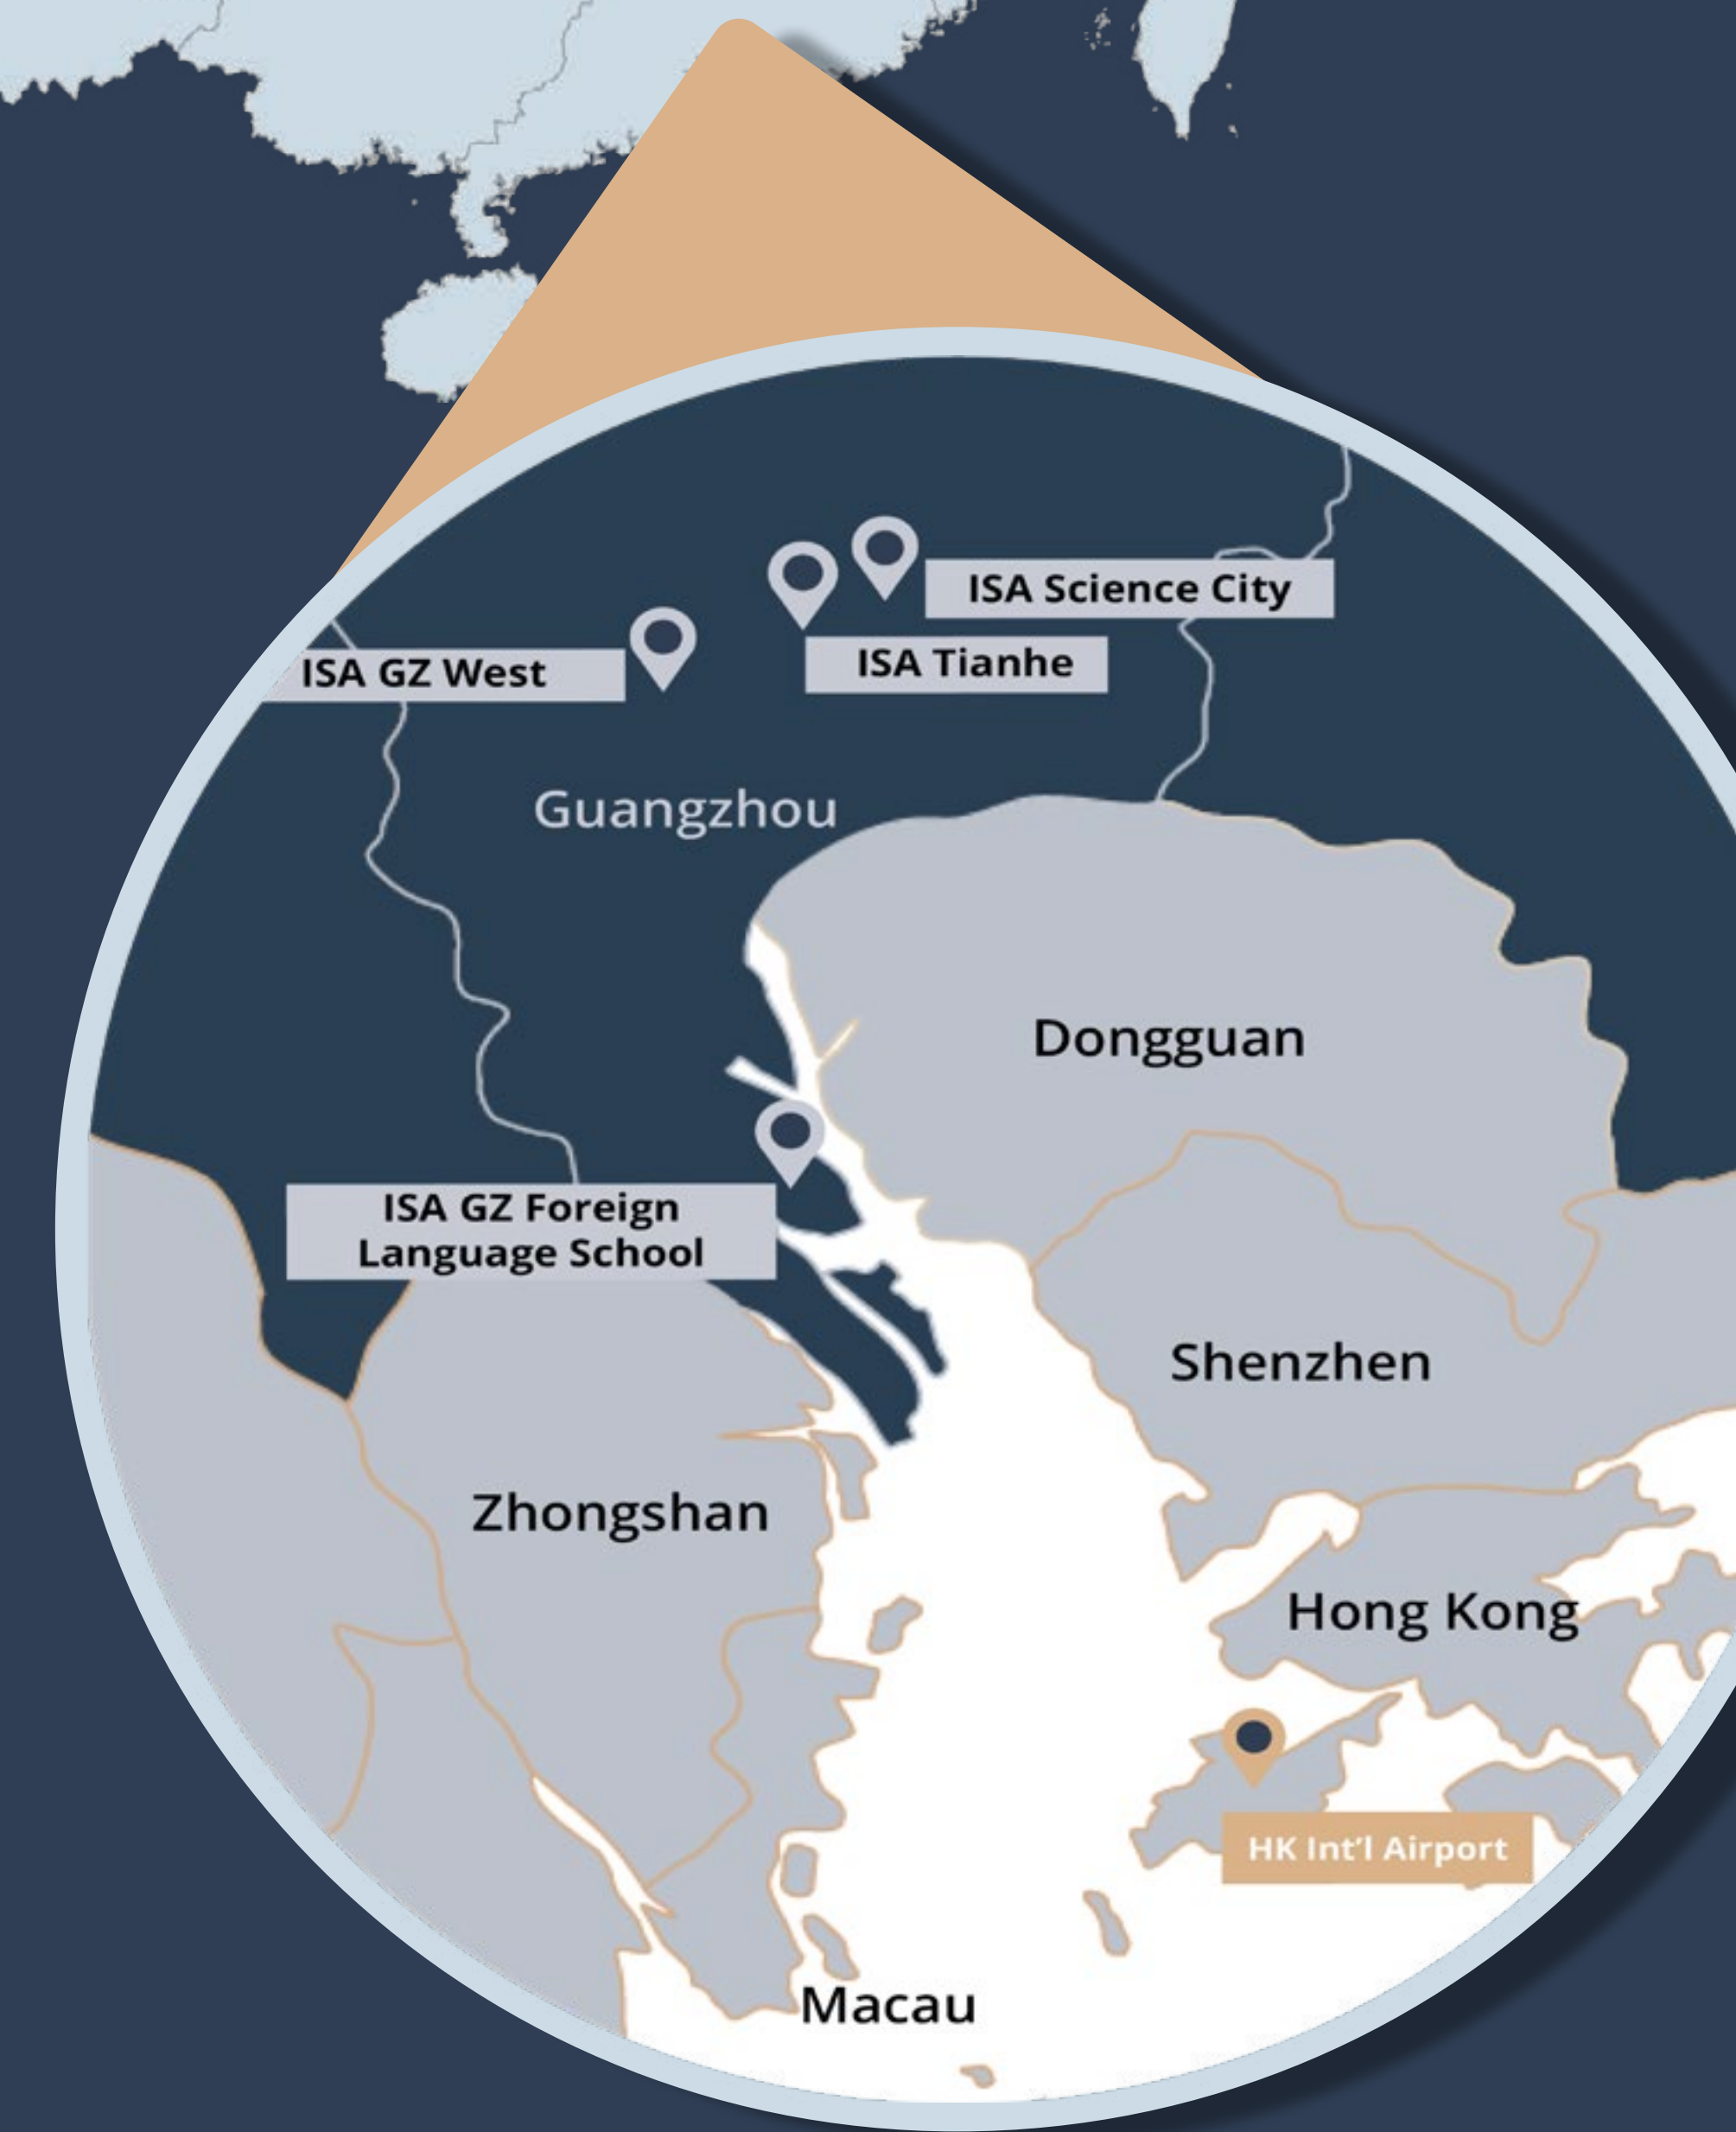 ISA Science City
ISA Tianhe
ISA GZ West
Guangzhou
Dongguan
ISA GZ Foreign
Language School
Shenzhen
Zhongshan
Hong Kong
HK Int'l Airport
Macau